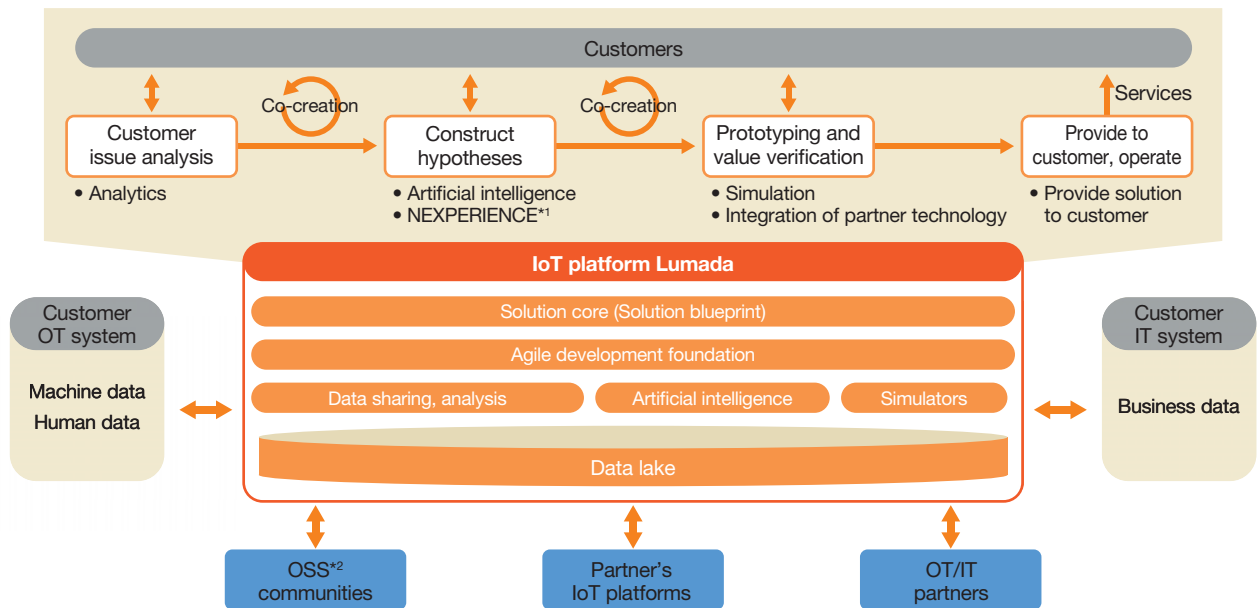 Customers
Co-creation
Co-creation
Services
Customer
issue analysis
Construct
hypotheses
Prototyping and
value verification
Provide to
customer, operate
• Analytics
• Artificial intelligence
• NEXPERIENCE*1
• Simulation
• Integration of partner technology
• Provide solution
to customer
IoT platform Lumada
Solution core (Solution blueprint)
Agile development foundation
Data sharing, analysis
Artificial intelligence
Simulators
Data lake
Customer
OT system
Machine data
Human data
Customer
IT system
Business data
OSS*2
communities
Partner's
IoT platforms
OT/IT
partners